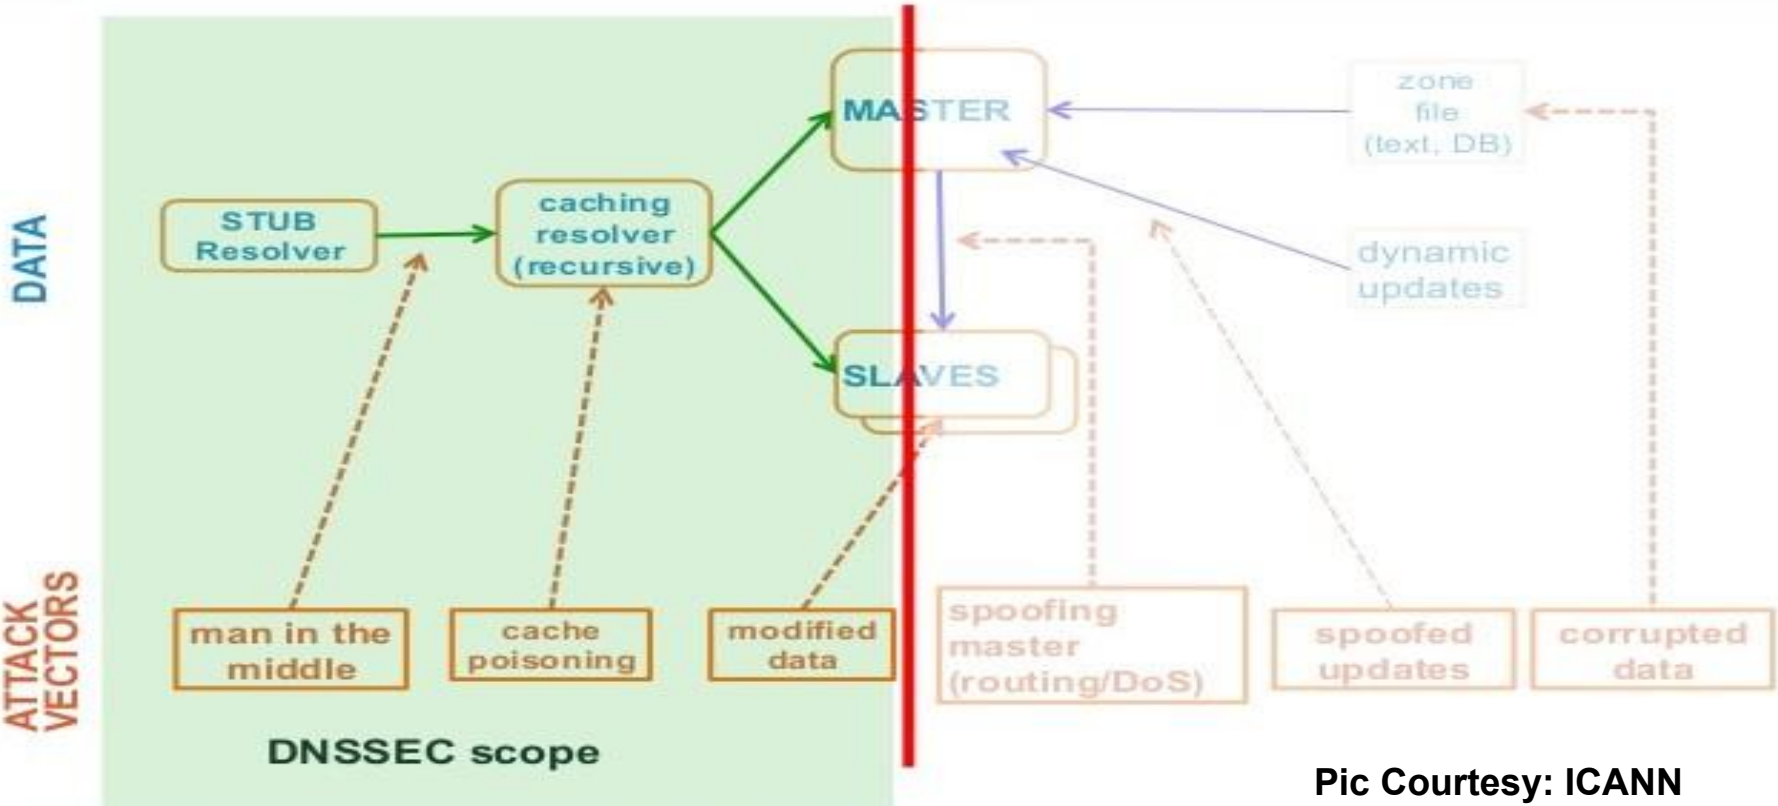 DATA
STUB
Resolver
caching
resolver
(recursive)
MASTER
SLAVES
zone
file
(text, DB)
dynamic
updates
ATTACK
VECTORS
man in the
middle
cache
poisoning
modified
data
spoofing
master
(routing/DoS)
spoofed
updates
corrupted
data
DNSSEC scope
Pic Courtesy: ICANN